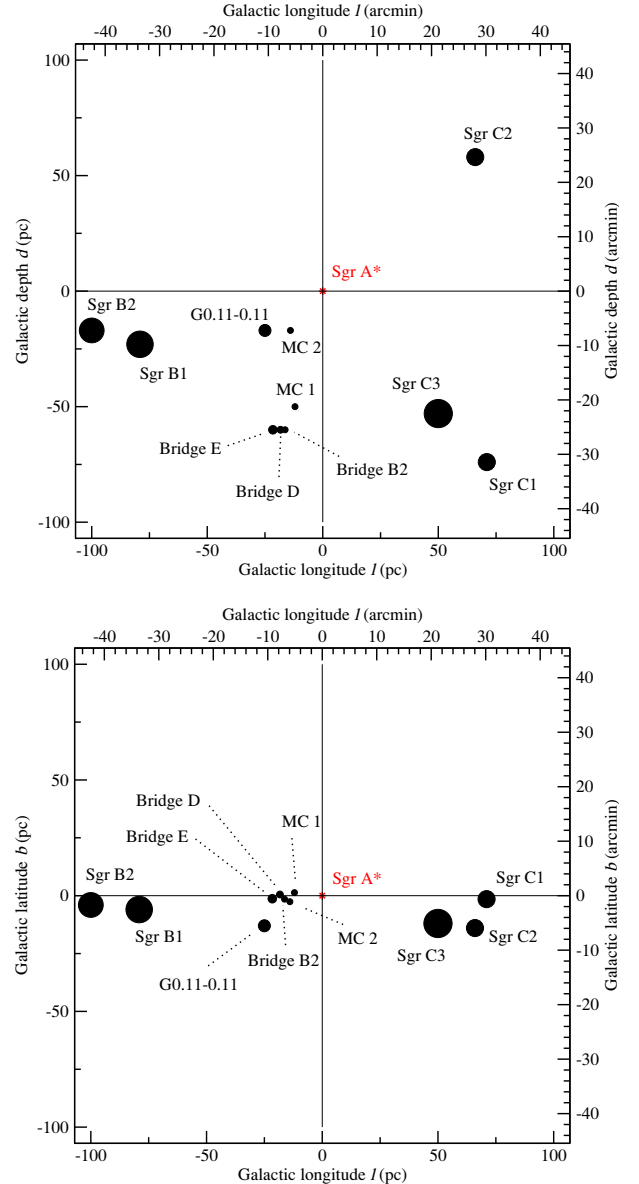 Galactic longitude l (arcmin)
-40 -30 -20 -10 0 10 20 30 40
100
50
0
-50
-100
Galactic depth d (pc)
40
30
20
10
0
-10
-20
-30
-40
Galactic depth d (arcmin)
Sgr C2
Sgr A*
Sgr B2
G0.11-0.11
MC 2
Sgr B1
MC 1
Sgr C3
Bridge E
Bridge B2
Bridge D
Sgr C1
-100 -50 0 50 100
Galactic longitude l (pc)
Galactic longitude l (arcmin)
-40 -30 -20 -10 0 10 20 30 40
100
50
0
-50
-100
Galactic latitude b (pc)
40
30
20
10
0
-10
-20
-30
-40
Galactic latitude b (arcmin)
Bridge D
MC 1
Bridge E
Sgr B2
Sgr A*
Sgr C1
Sgr B1
MC 2
Sgr C2
Bridge B2
Sgr C3
G0.11-0.11
-100 -50 0 50 100
Galactic longitude l (pc)